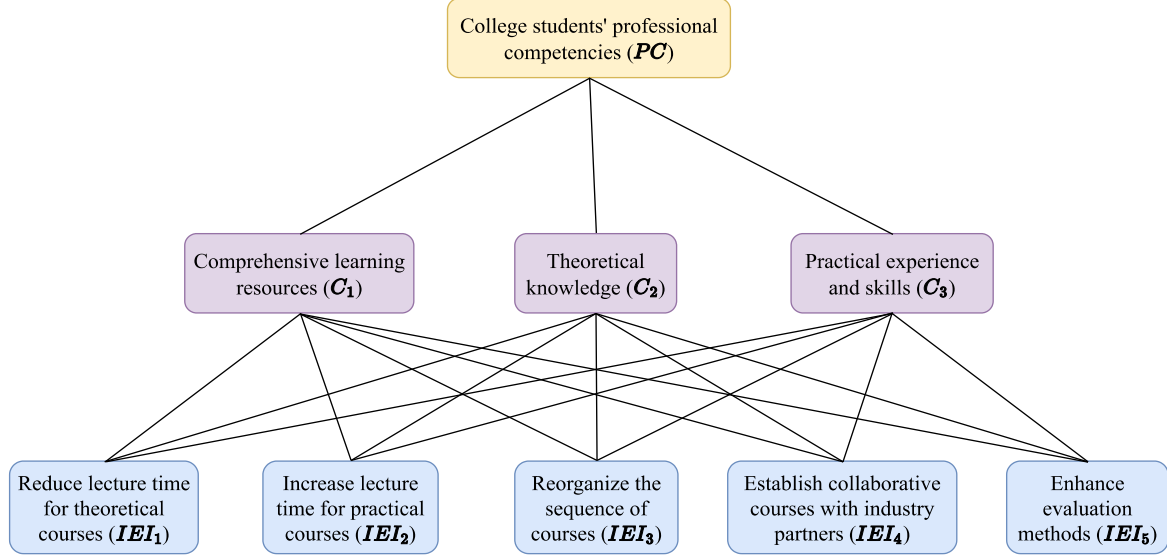 College students' professional
competencies (PC)
Comprehensive learning
resources (C₁)
Theoretical
knowledge (C₂)
Practical experience
and skills (C₃)
Reduce lecture time
for theoretical
courses (IEI₁)
Increase lecture
time for practical
courses (IEI₂)
Reorganize the
sequence of
courses (IEI₃)
Establish collaborative
courses with industry
partners (IEI₄)
Enhance
evaluation
methods (IEI₅)